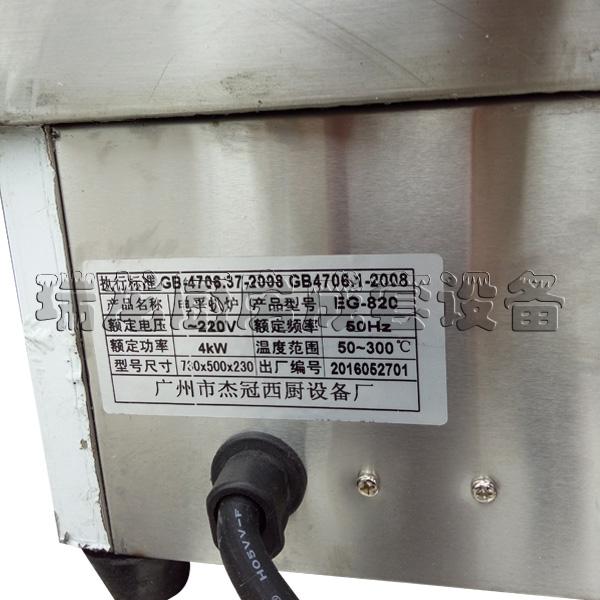 执行标准 GB 4706.37-2008 GB4706.1-2008
产品名称 电平扒炉 产品型号 EG-820
额定电压 ~220V 额定频率 50Hz
额定功率 4kW 温度范围 50~300℃
型号尺寸 730x500x230 出厂编号 2016052701
广州市杰冠西厨设备厂
H05VV-F